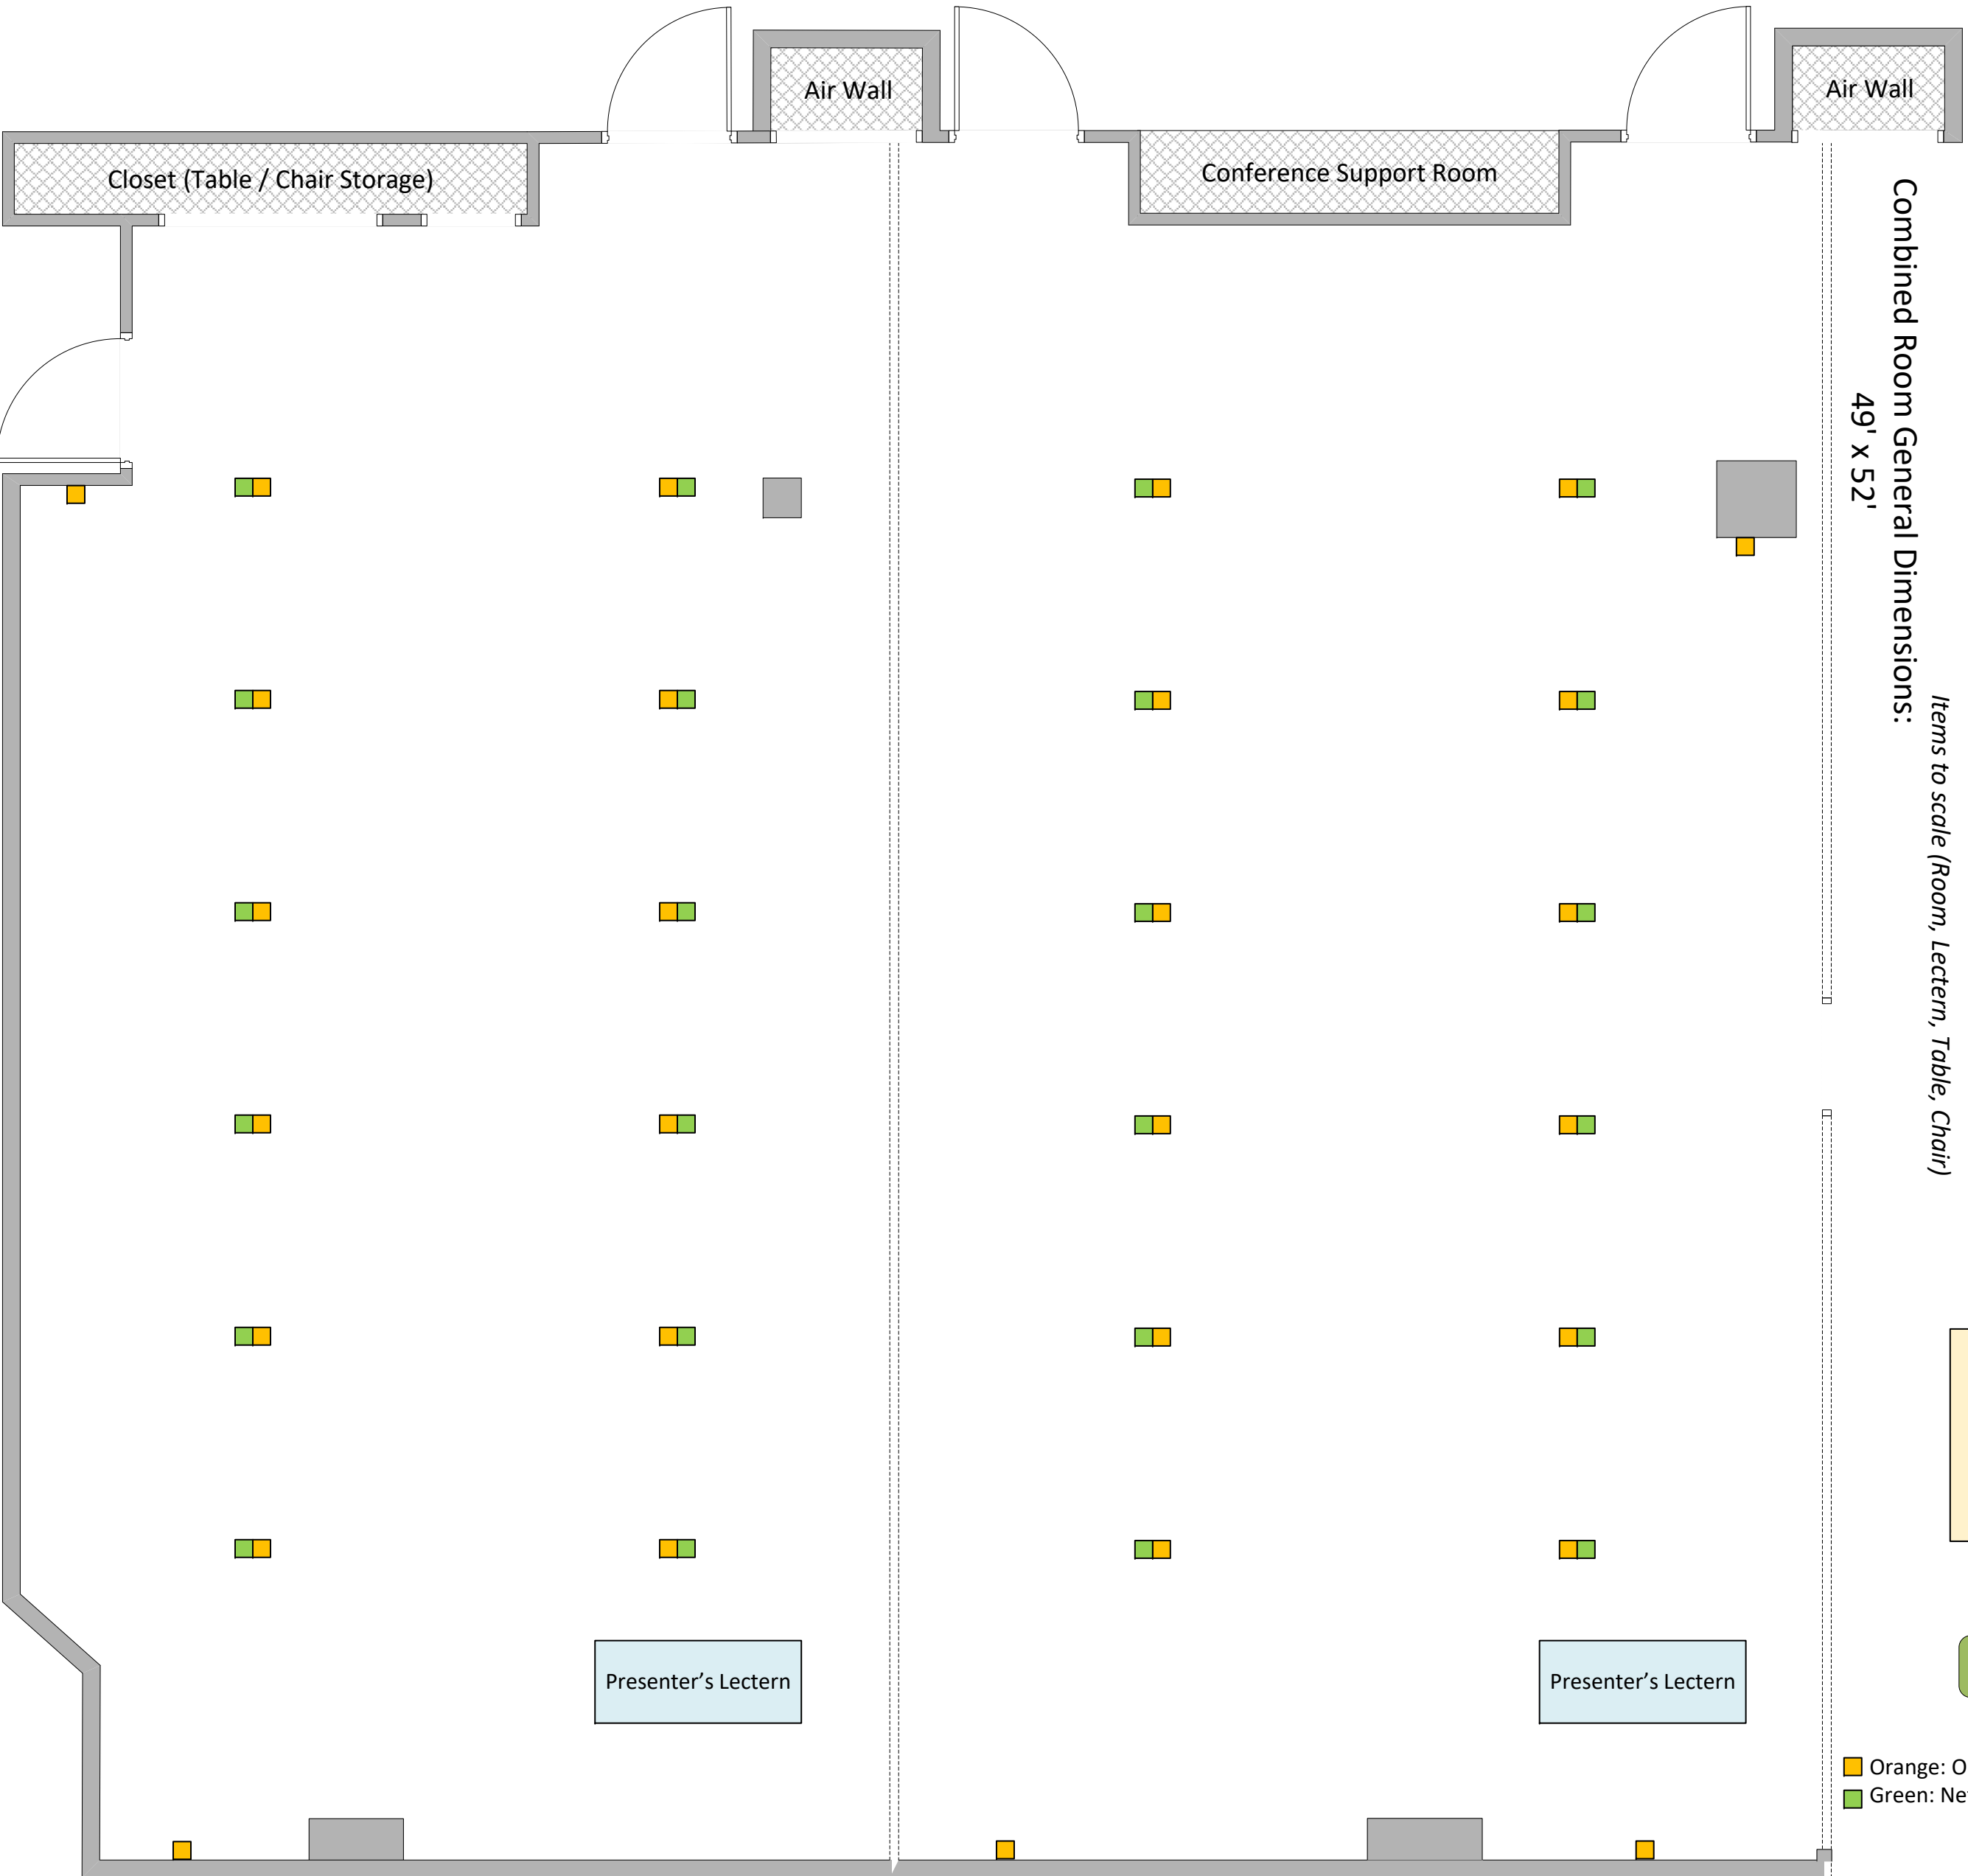 Air Wall
Air Wall
Closet (Table / Chair Storage)
Conference Support Room
Combined Room General Dimensions:
49' x 52'
Items to scale (Room, Lectern, Table, Chair)
Presenter's Lectern
Presenter's Lectern
Orange:
Green: